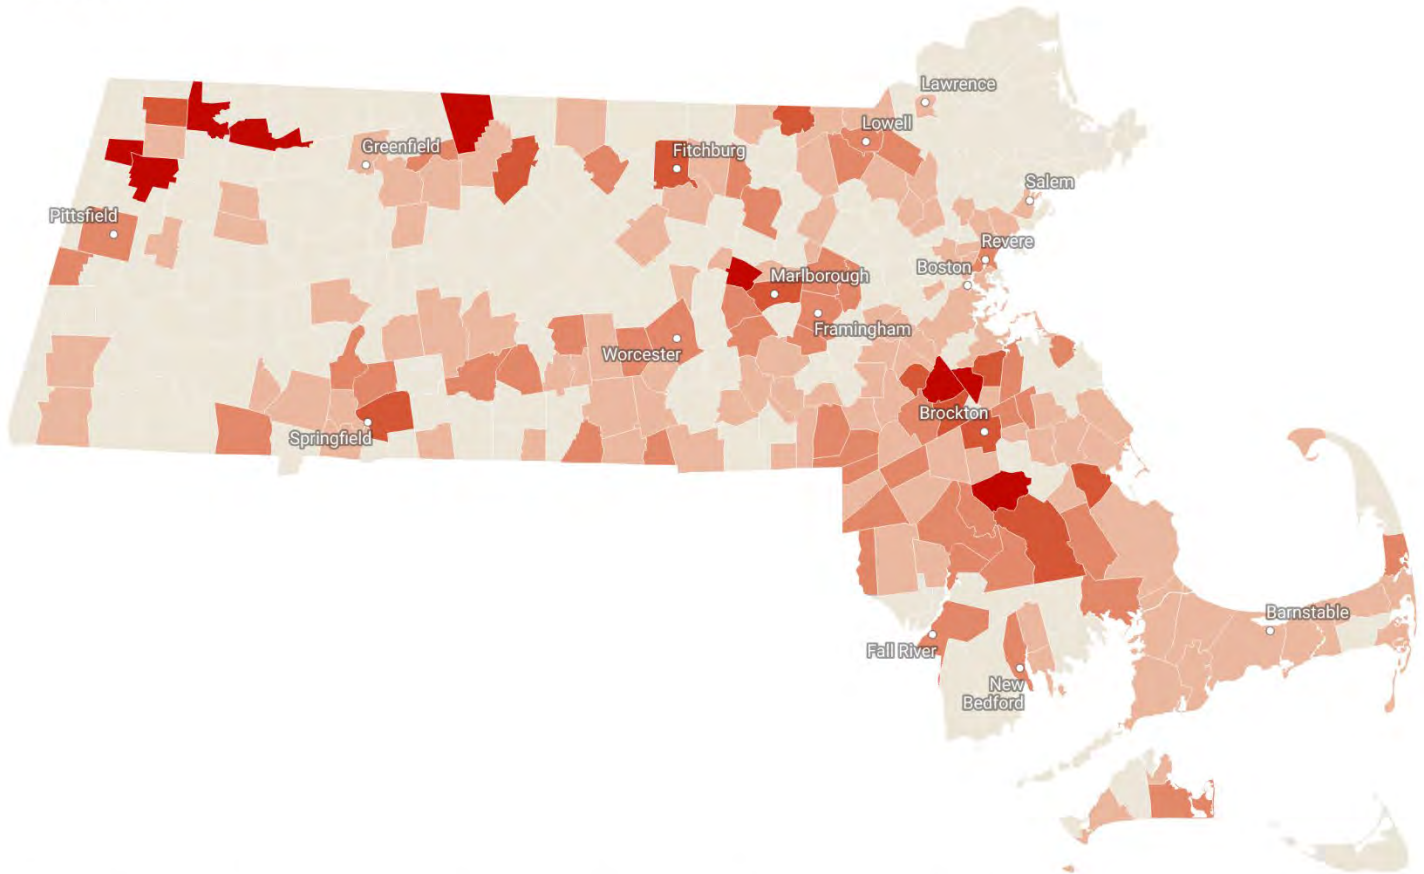 Lawrence
Lowell
Greenfield
Fitchburg
Salem
Pittsfield
Revere
Boston
Marlborough
Framingham
Worcester
Brockton
Springfield
Barnstable
Fall River
New
Bedford